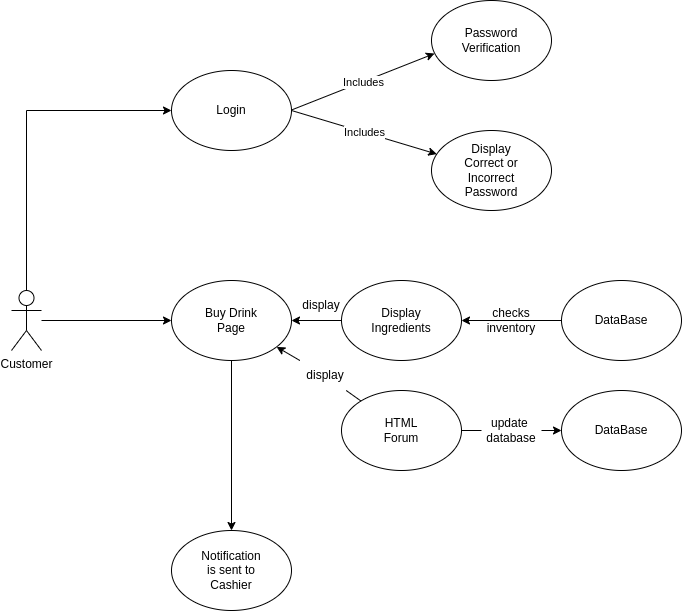 Password
Verification
Login
Includes
Includes
Display
Correct or
Incorrect
Password
Customer
Buy Drink
Page
display
Display
Ingredients
checks
inventory
DataBase
display
HTML
Forum
update
database
DataBase
Notification
is sent to
Cashier